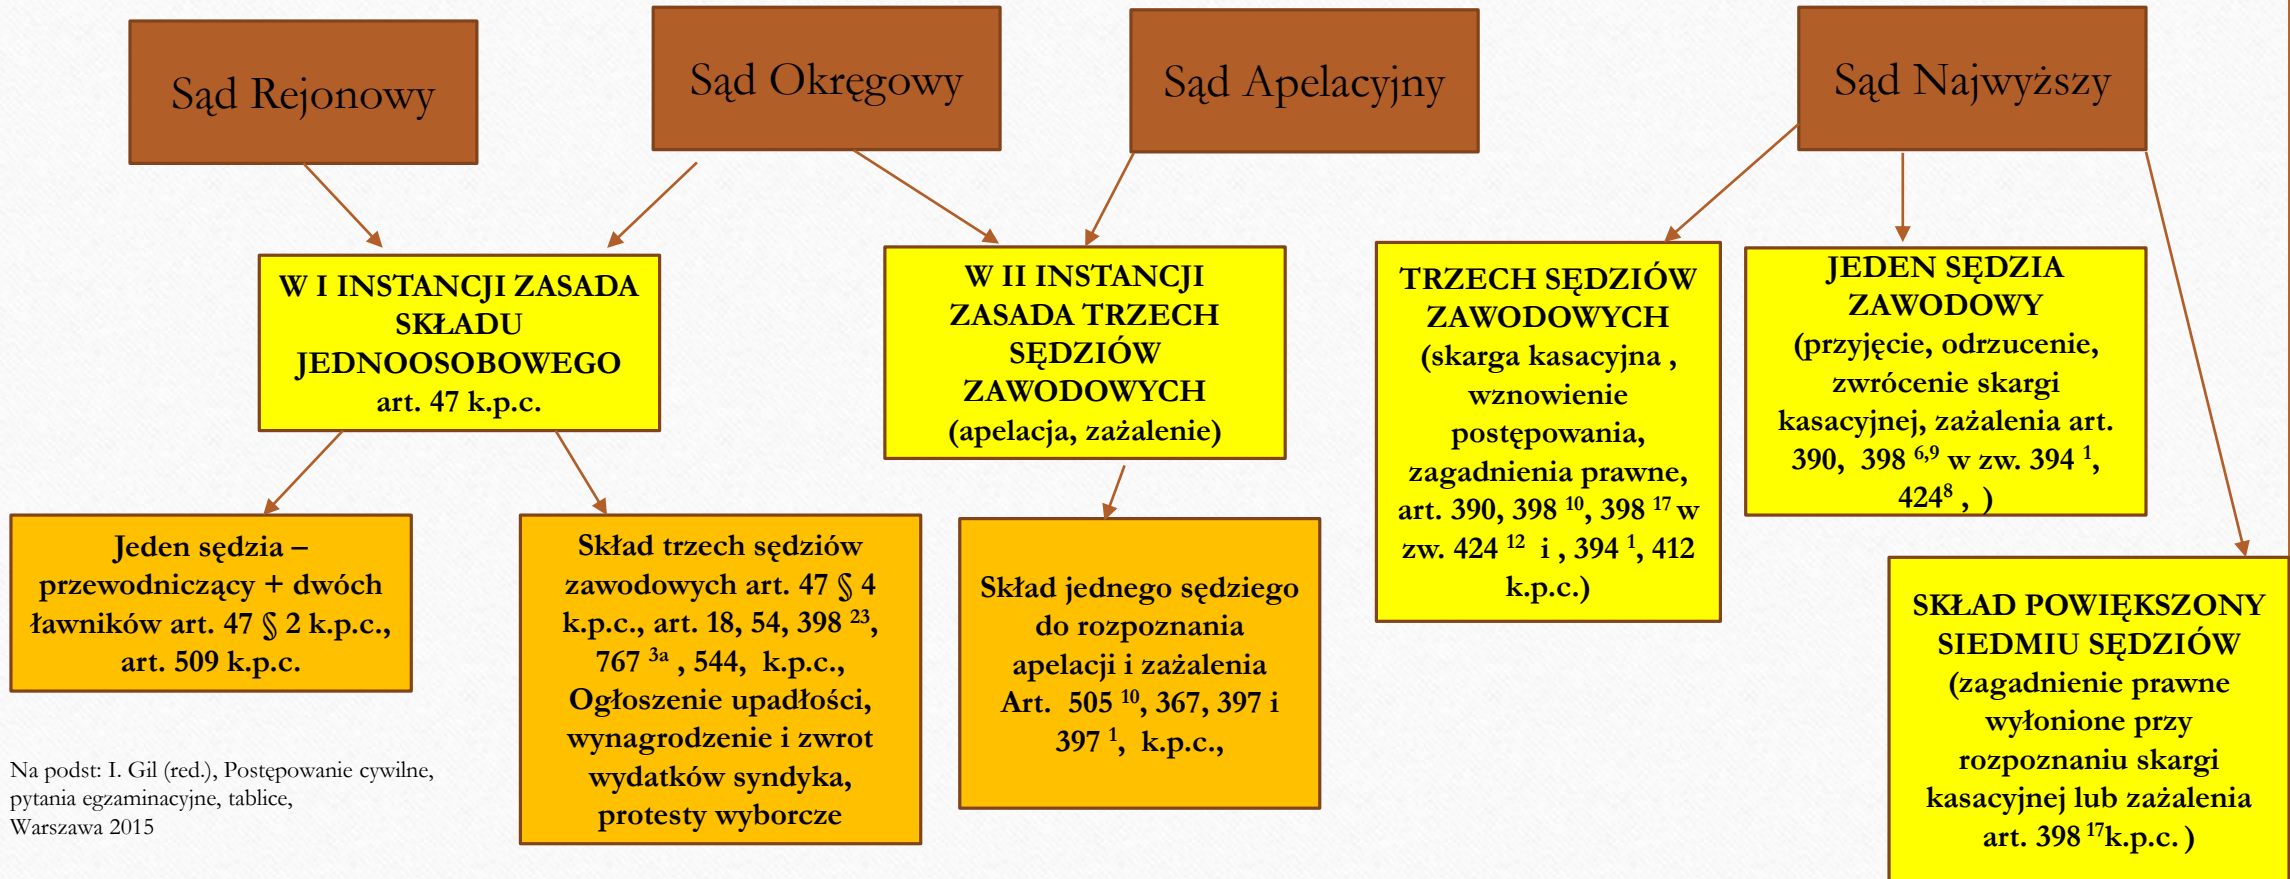 Sąd Rejonowy
Sąd Okręgowy
Sąd Apelacyjny
Sąd Najwyższy
W I INSTANCJI ZASADA
SKŁADU
JEDNOOSOBOWEGO
art. 47 k.p.c.
W II INSTANCJI
ZASADA TRZECH
SĘDZIÓW
ZAWODOWYCH
(apelacja, zażalenie)
TRZECH SĘDZIÓW
ZAWODOWYCH
(skarga kasacyjna ,
wznowienie
postępowania,
zagadnienia prawne,
art. 390, 398 ¹⁰, 398 ¹⁷ w
zw. 424 ¹² i , 394 ¹, 412
k.p.c.)
JEDEN SĘDZIA
ZAWODOWY
(przyjęcie, odrzucenie,
zwrócenie skargi
kasacyjnej, zażalenia art.
390, 398 ⁶,⁹ w zw. 394 ¹,
424⁸ , )
Jeden sędzia –
przewodniczący + dwóch
ławników art. 47 § 2 k.p.c.,
art. 509 k.p.c.
Skład trzech sędziów
zawodowych art. 47 § 4
k.p.c., art. 18, 54, 398 ²³,
767 ³ᵃ , 544, k.p.c.,
Ogłoszenie upadłości,
wynagrodzenie i zwrot
wydatków syndyka,
protesty wyborcze
Skład jednego sędziego
do rozpoznania
apelacji i zażalenia
Art. 505 ¹⁰, 367, 397 i
397 ¹, k.p.c.,
SKŁAD POWIĘKSZONY
SIEDMIU SĘDZIÓW
(zagadnienie prawne
wyłonione przy
rozpoznaniu skargi
kasacyjnej lub zażalenia
art. 398 ¹⁷k.p.c. )
Na podst: I. Gil (red.), Postępowanie cywilne,
pytania egzaminacyjne, tablice,
Warszawa 2015